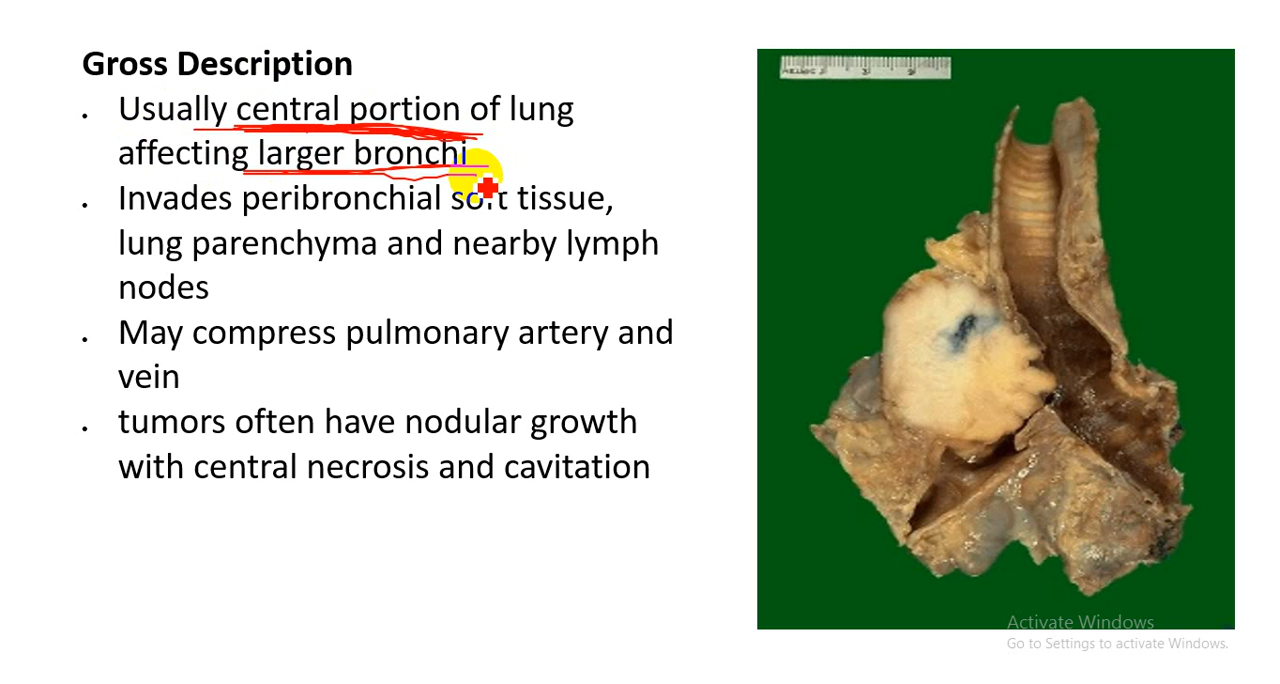 Gross Description
• Usually central portion of lung
affecting larger bronchi
• Invades peribronchial soft tissue,
lung parenchyma and nearby lymph
nodes
• May compress pulmonary artery and
vein
• tumors often have nodular growth
with central necrosis and cavitation
Activate Windows
Go to Settings to activate Windows.